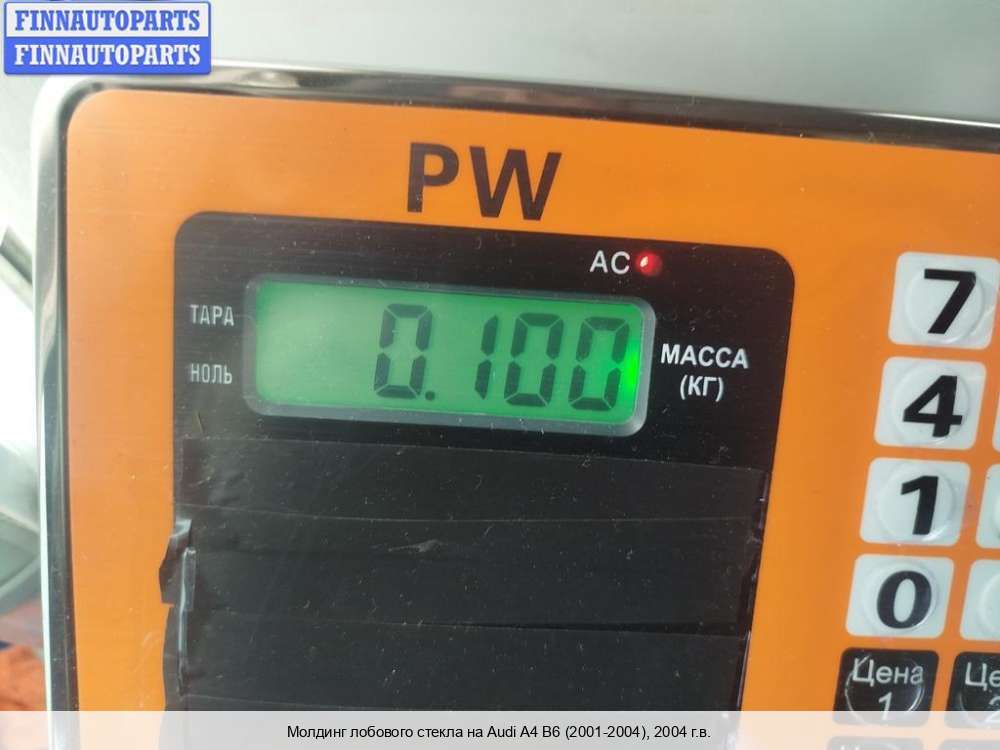 FINNAUTOPARTS
FINNAUTOPARTS
PW
AC
ТАРА
НОЛЬ
0.100
МАССА
(КГ)
7
4
1
0
Цена
1
Це
2
Молдинг лобового стекла на Audi A4 B6 (2001-2004), 2004 г.в.